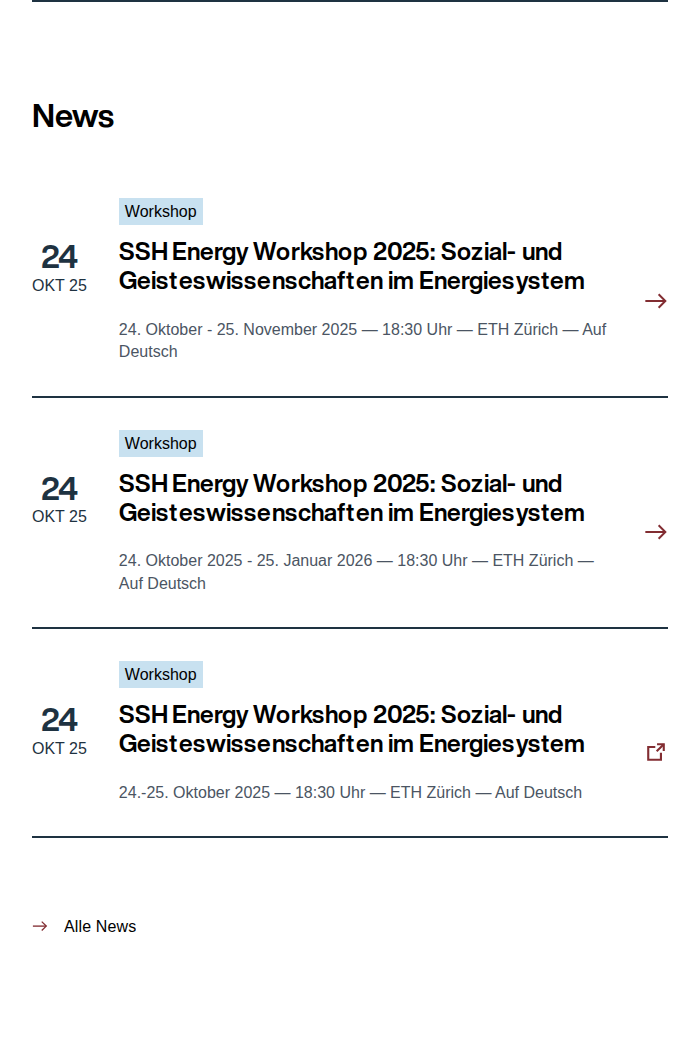 News
Workshop
24
OKT 25
SSH Energy Workshop 2025: Sozial- und
Geisteswissenschaften im Energiesystem
24. Oktober - 25. November 2025 — 18:30 Uhr — ETH Zürich — Auf
Deutsch
Workshop
24
OKT 25
SSH Energy Workshop 2025: Sozial- und
Geisteswissenschaften im Energiesystem
24. Oktober 2025 - 25. Januar 2026 — 18:30 Uhr — ETH Zürich —
Auf Deutsch
Workshop
24
OKT 25
SSH Energy Workshop 2025: Sozial- und
Geisteswissenschaften im Energiesystem
24.-25. Oktober 2025 — 18:30 Uhr — ETH Zürich — Auf Deutsch
Alle News